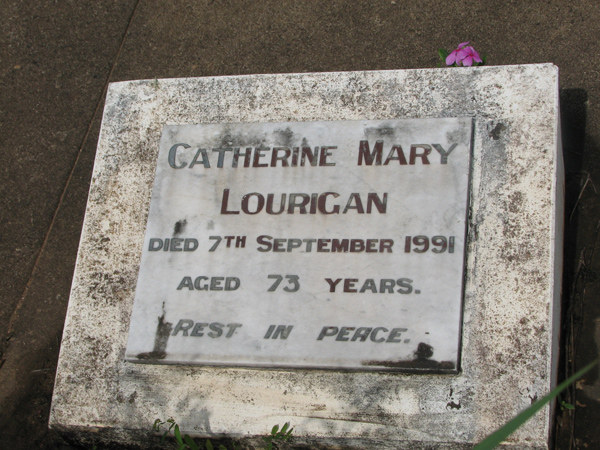 Catherine Mary
Lourigan
Died 7th September 1991
aged 73 years.
Rest in peace.